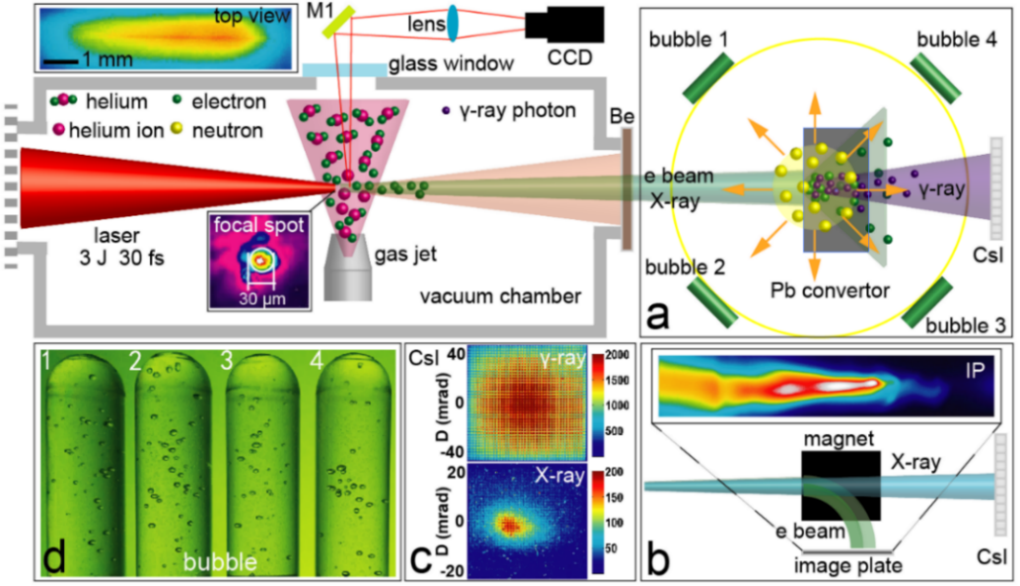 top view
1 mm
M1
lens
CCD
glass window
helium
electron
helium ion
neutron
γ-ray photon
Be
laser
3 J 30 fs
focal spot
30 μm
gas jet
vacuum chamber
bubble 1
bubble 4
e beam
X-ray
γ-ray
CsI
bubble 2
Pb convertor
bubble 3
a
1
2
3
4
d
bubble
CsI
γ-ray
D (mrad)
40
0
-40
2000
1500
1000
500
X-ray
D (mrad)
20
0
-20
200
150
100
50
c
IP
magnet
X-ray
e beam
image plate
CsI
b